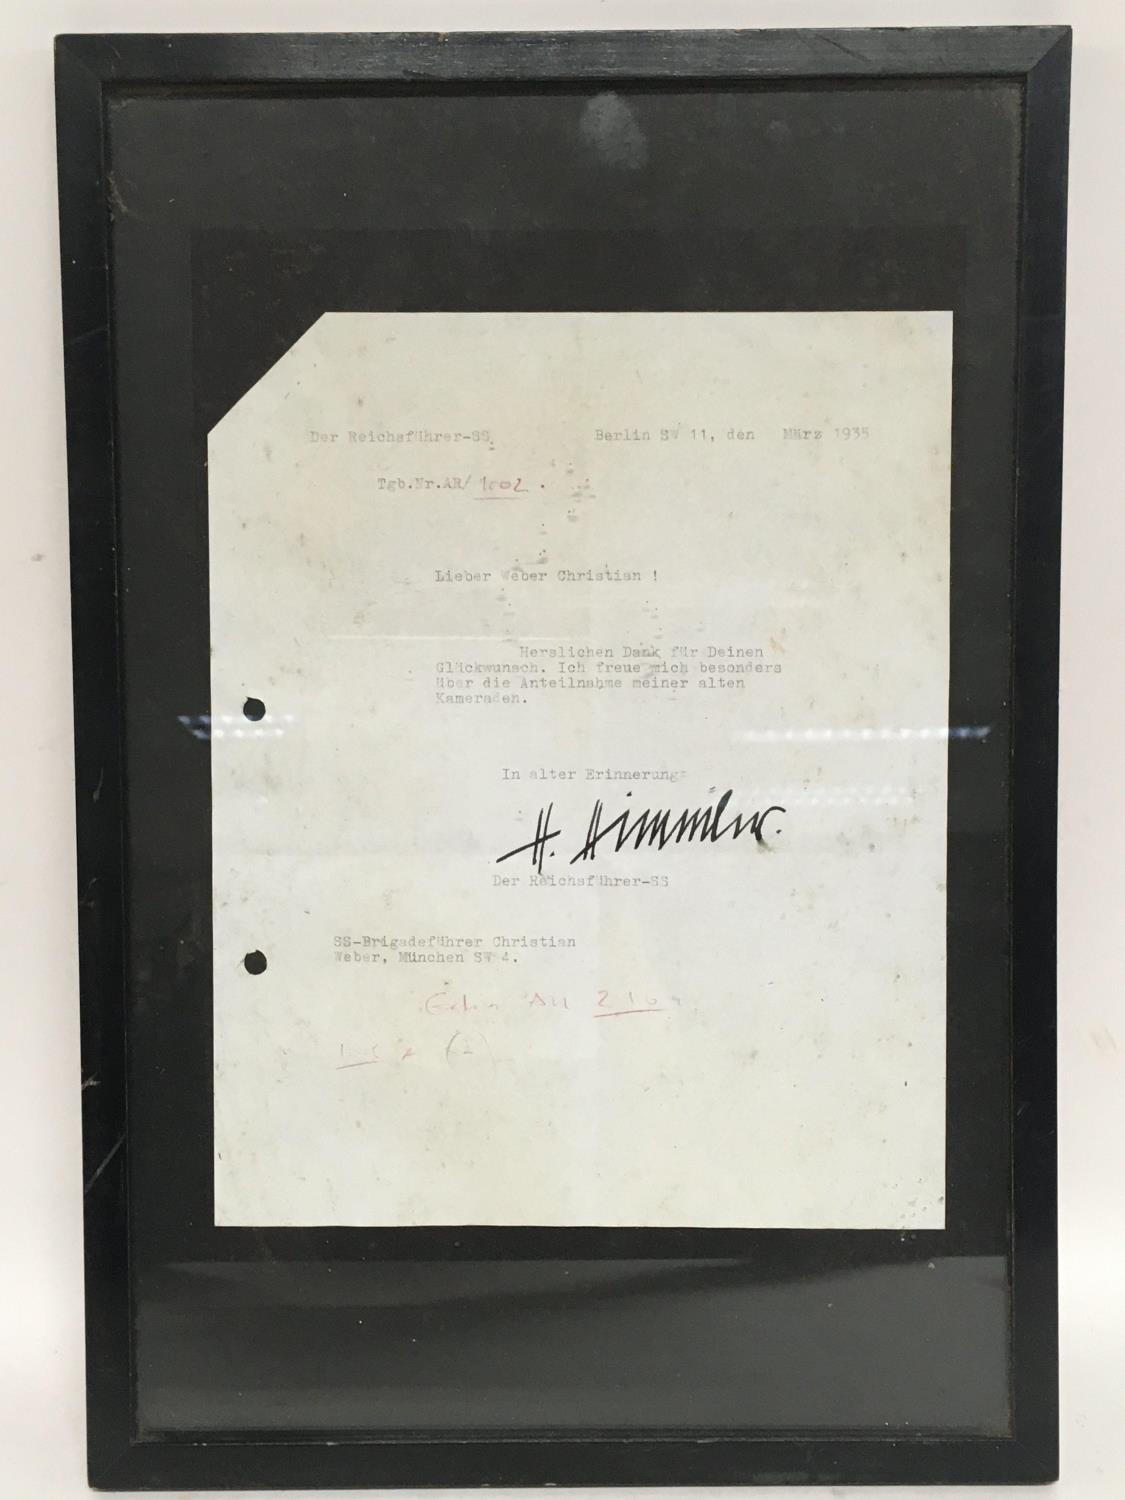 Der Reichsführer-SS. Berlin SW 11, den März 1935
Tgb.Nr.AR/ 1002 .
Lieber Weber Christian !
Herslichen Dank für Deinen
Glückwunsch. Ich freue mich besonders
über die Anteilnahme meiner alten
Kameraden.
In alter Erinnerung:
H. Himmler.
Der Reichsführer-SS
SS-Brigadeführer Christian
Weber, München SW 4.